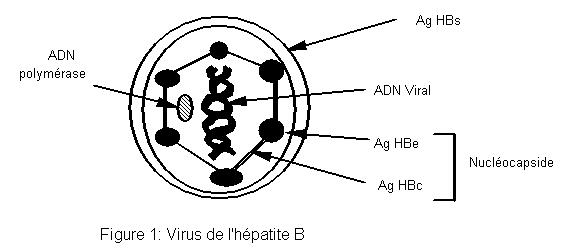 Ag HBs
ADN
polymérase
ADN Viral
Ag HBe
Nucléocapside
Ag HBc
Figure 1: Virus de l'hépatite B